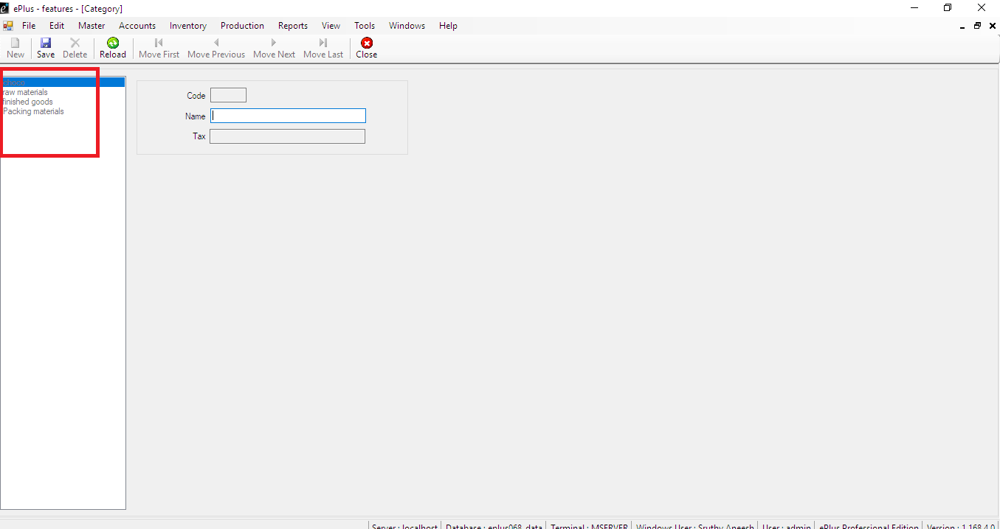 ePlus - features - [Category]
File Edit Master Accounts Inventory Production Reports View Tools Windows Help
New Save Delete Reload Move First Move Previous Move Next Move Last Close
choco
raw materials
finished goods
Packing materials
Code
Name
Tax
Server : localhost Database : eplus068_data Terminal : MSERVER Windows User : Sruthy Aneesh User : admin ePlus Professional Edition Version : 1.168.4.0